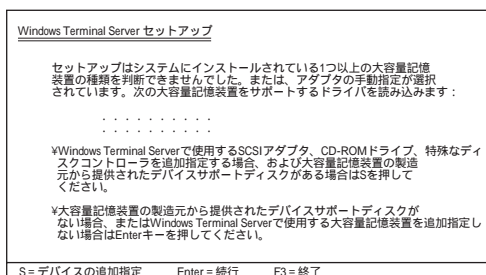 Windows Terminal Server セットアップ
セットアップはシステムにインストールされている1つ以上の大容量記憶
装置の種類を判断できませんでした。または、アダプタの手動指定が選択
されています。次の大容量記憶装置をサポートするドライバを読み込みます：
. . . . . . . . . .
. . . . . . . . . .
¥Windows Terminal Serverで使用するSCSIアダプタ、CD-ROMドライブ、特殊なディ
スクコントローラを追加指定する場合、および大容量記憶装置の製造
元から提供されたデバイスサポートディスクがある場合はSを押して
ください。
¥大容量記憶装置の製造元から提供されたデバイスサポートディスクが
ない場合、またはWindows Terminal Serverで使用する大容量記憶装置を追加指定し
ない場合はEnterキーを押してください。
S = デバイスの追加指定 Enter = 続行 F3 = 終了